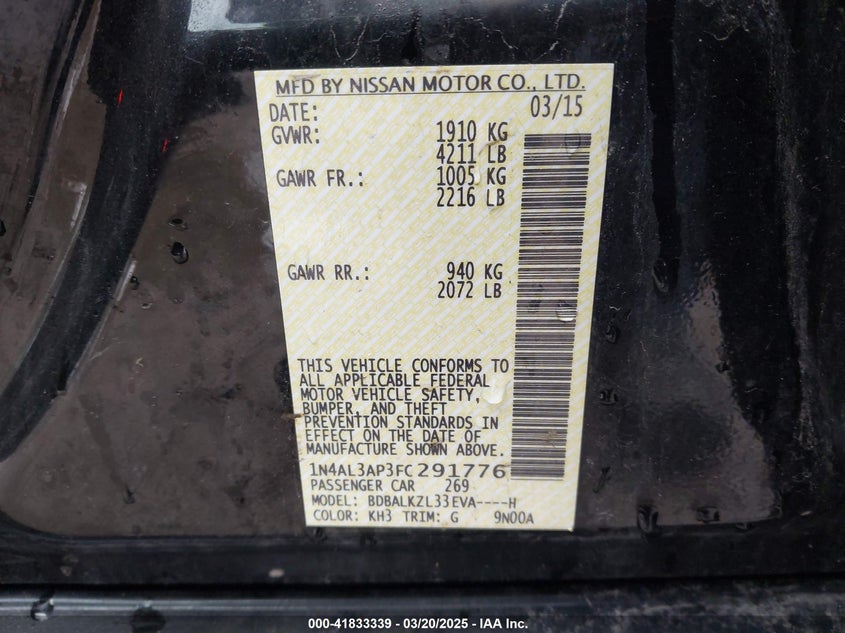 MFD BY NISSAN MOTOR CO., LTD.
DATE: 03/15
GVWR: 1910 KG
4211 LB
GAWR FR.: 1005 KG
2216 LB
GAWR RR.: 940 KG
2072 LB
THIS VEHICLE CONFORMS TO
ALL APPLICABLE FEDERAL
MOTOR VEHICLE SAFETY,
BUMPER, AND THEFT
PREVENTION STANDARDS IN
EFFECT ON THE DATE OF
MANUFACTURE SHOWN ABOVE.
1N4AL3AP3FC291776
PASSENGER CAR 269
MODEL: BDBALKZL33EVA----H
COLOR: KH3 TRIM: G 9N00A
000-41833339 - 03/20/2025 - IAA Inc.